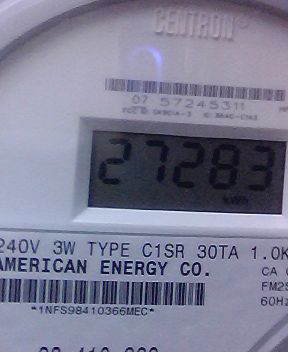 CENTRON®
07 57245311
27283
kWh
240V 3W TYPE C1SR 30TA 1.0K
AMERICAN ENERGY CO.
CA
FM2S
60Hz
*1NFS98410366MEC*